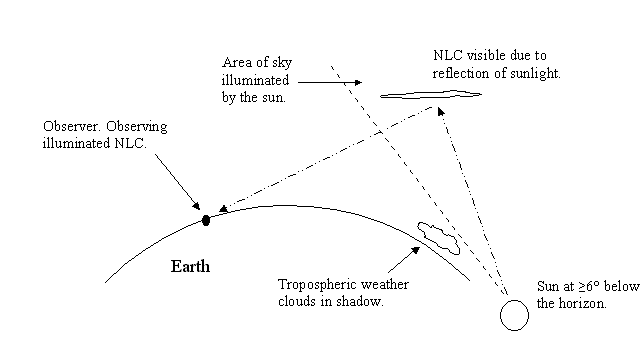 Area of sky
illuminated
by the sun.
NLC visible due to
reflection of sunlight.
Observer. Observing
illuminated NLC.
Earth
Tropospheric weather
clouds in shadow.
Sun at ≥6° below
the horizon.